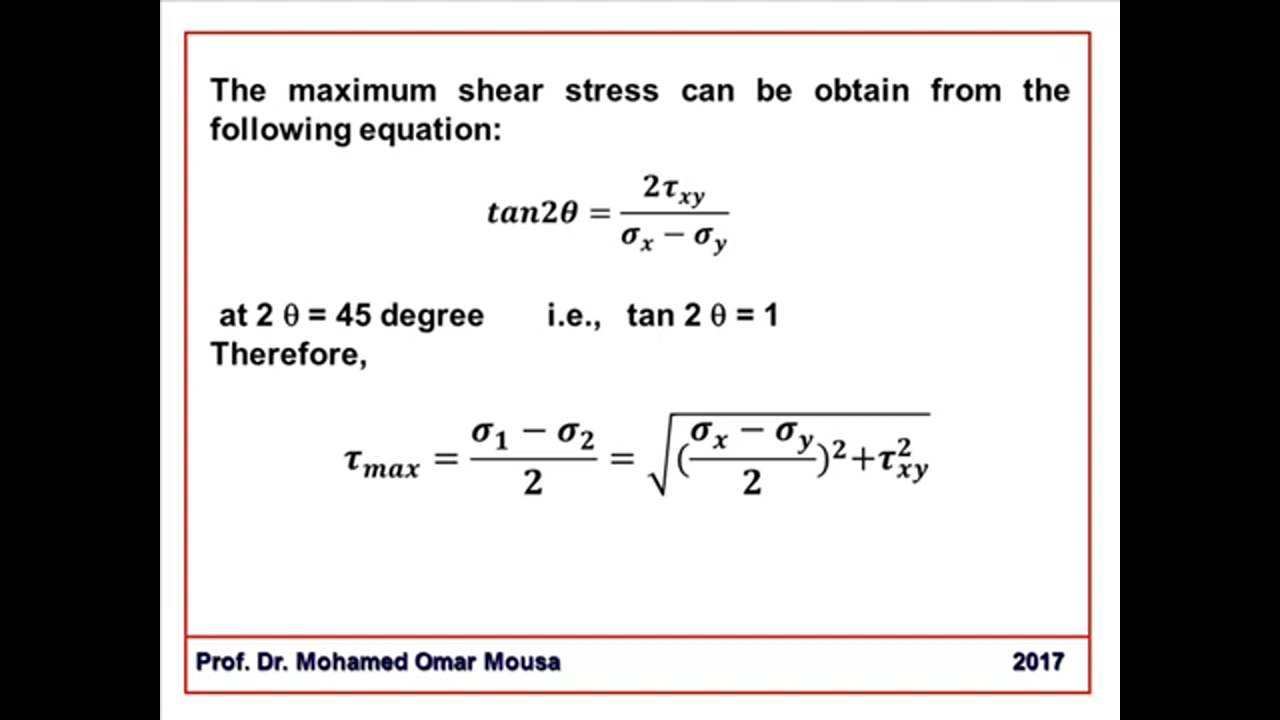 The maximum shear stress can be obtain from the
following equation:
tan2θ = 2τxy / (σx − σy)
at 2 θ = 45 degree i.e., tan 2 θ = 1
Therefore,
τmax = (σ1 − σ2) / 2 = √((σx − σy / 2)² + τ²xy)
Prof. Dr. Mohamed Omar Mousa 2017